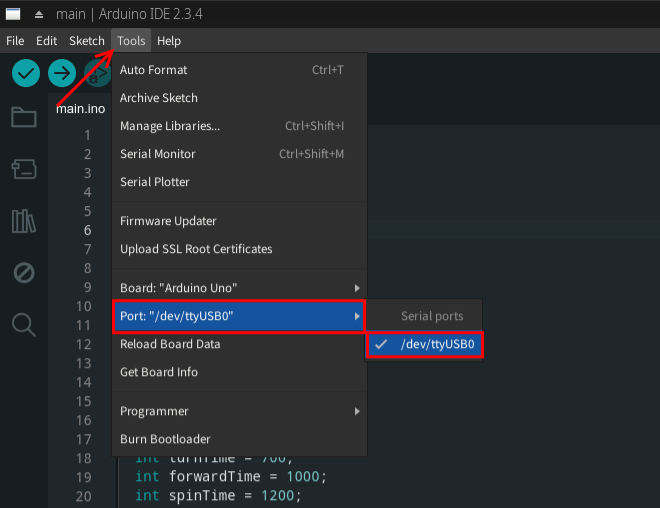 main | Arduino IDE 2.3.4
File Edit Sketch Tools Help
main.ino
Auto Format Ctrl+T
Archive Sketch
Manage Libraries... Ctrl+Shift+I
Serial Monitor Ctrl+Shift+M
Serial Plotter
Firmware Updater
Upload SSL Root Certificates
Board: "Arduino Uno"
Port: "/dev/ttyUSB0"
Reload Board Data
Get Board Info
Programmer
Burn Bootloader
Serial ports
/dev/ttyUSB0
1
2
3
4
5
6
7
8
9
10
11
12
13
14
15
16
17
18 int turnTime = 700;
19 int forwardTime = 1000;
20 int spinTime = 1200;